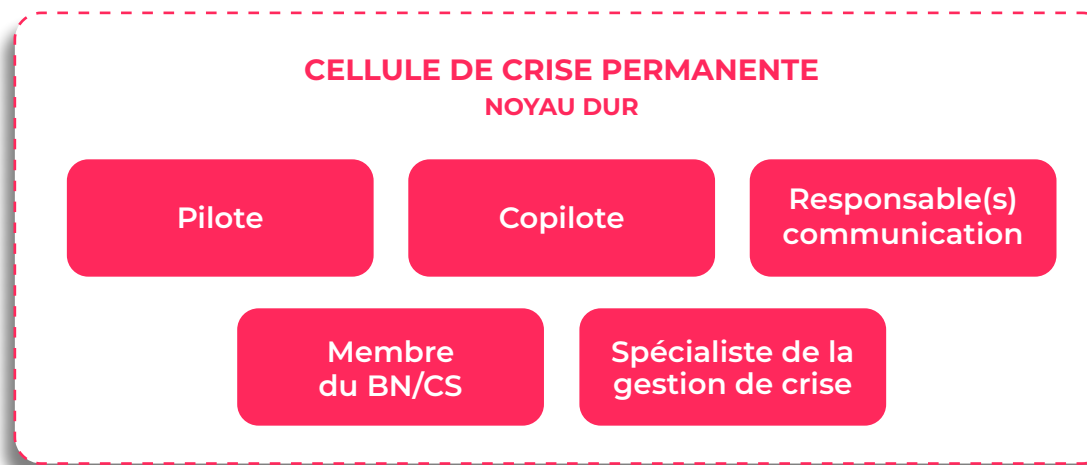 CELLULE DE CRISE PERMANENTE
NOYAU DUR
Pilote
Copilote
Responsable(s)
communication
Membre
du BN/CS
Spécialiste de la
gestion de crise